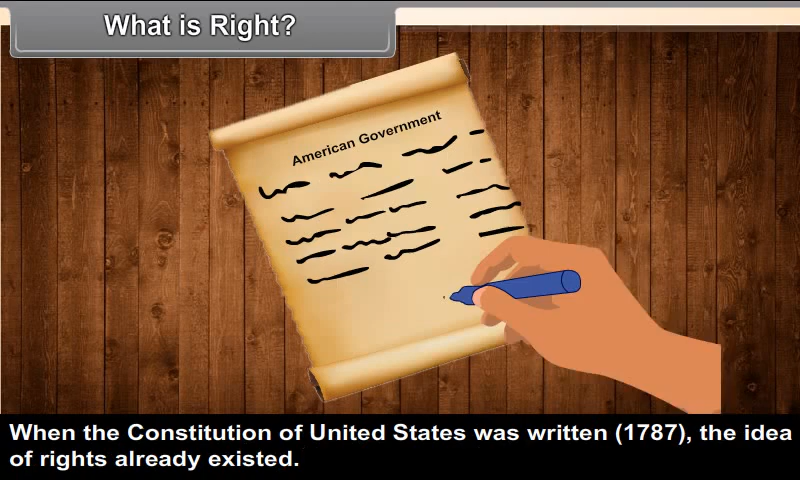 What is Right?
American Government
When the Constitution of United States was written (1787), the idea
of rights already existed.